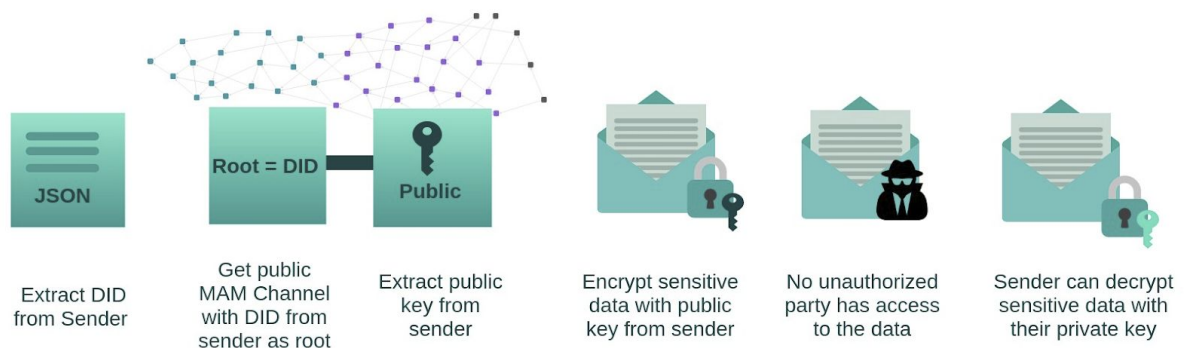 JSON
Root = DID
Public
Extract DID
from Sender
Get public
MAM Channel
with DID from
sender as root
Extract public
key from
sender
Encrypt sensitive
data with public
key from sender
No unauthorized
party has access
to the data
Sender can decrypt
sensitive data with
their private key